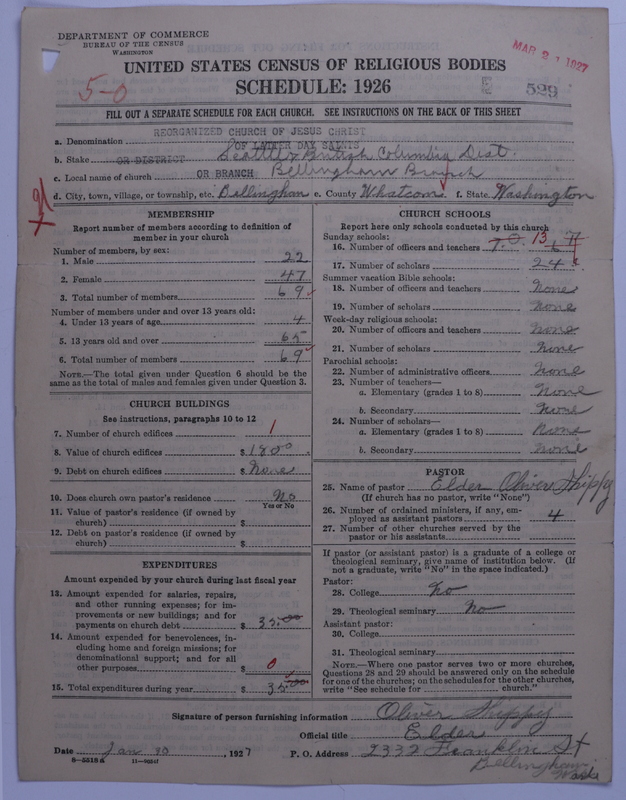 DEPARTMENT OF COMMERCE
BUREAU OF THE CENSUS
WASHINGTON
MAR 21 1927
UNITED STATES CENSUS OF RELIGIOUS BODIES
5-0
SCHEDULE: 1926
529
FILL OUT A SEPARATE SCHEDULE FOR EACH CHURCH. SEE INSTRUCTIONS ON THE BACK OF THIS SHEET
a. Denomination REORGANIZED CHURCH OF JESUS CHRIST
OF LATTER DAY SAINTS
b. Stake OR DISTRICT Seattle & British Columbia Dist.
c. Local name of church OR BRANCH Bellingham Branch
d. City, town, village, or township, etc. Bellingham e. County Whatcom f. State Washington
MEMBERSHIP
Report number of members according to definition of
member in your church
Number of members, by sex:
1. Male 22
2. Female 47
3. Total number of members 69
Number of members under and over 13 years old:
4. Under 13 years of age 4
5. 13 years old and over 65
6. Total number of members 69
NOTE.—The total given under Question 6 should be
same as the total of males and females given under Question 3.
CHURCH BUILDINGS
See instructions, paragraphs 10 to 12
7. Number of church edifices 1
8. Value of church edifices $ 1800
9. Debt on church edifices $ None
10. Does church own pastor's residence No
Yes or No
11. Value of pastor's residence (if owned by
church) $
12. Debt on pastor's residence (if owned by
church) $
EXPENDITURES
Amount expended by your church during last fiscal year
13. Amount expended for salaries, repairs,
and other running expenses; for im-
provements or new buildings; and for
payments on church debt $ 35.00
14. Amount expended for benevolences, in-
cluding home and foreign missions; for
denominational support; and for all
other purposes $ 0
15. Total expenditures during year $ 35.00
CHURCH SCHOOLS
Report here only schools conducted by this church
Sunday schools:
16. Number of officers and teachers 13
17. Number of scholars 24
Summer vacation Bible schools:
18. Number of officers and teachers None
19. Number of scholars None
Week-day religious schools:
20. Number of officers and teachers None
21. Number of scholars None
Parochial schools:
22. Number of administrative officers None
23. Number of teachers—
a. Elementary (grades 1 to 8) None
b. Secondary None
24. Number of scholars—
a. Elementary (grades 1 to 8) None
b. Secondary None
PASTOR
25. Name of pastor Elder Oliver Shippy
(If church has no pastor, write "None")
26. Number of ordained ministers, if any, em-
ployed as assistant pastors 4
27. Number of other churches served by the
pastor or his assistants
If pastor (or assistant pastor) is a graduate of a college or
theological seminary, give name of institution below. (If
not a graduate, write "No" in the space indicated.)
Pastor:
28. College No
29. Theological seminary No
Assistant pastor:
30. College
31. Theological seminary
NOTE.—Where one pastor serves two or more churches,
Questions 28 and 29 should be answered only on the schedule
for one of the churches; on the schedules for the other churches,
write "See schedule for church."
Signature of person furnishing information Oliver Shippy
Official title Elder
Date Jan 20, 1927 P. O. Address 2332 Franklin St
Bellingham
Wash
8—5518a 11—90547